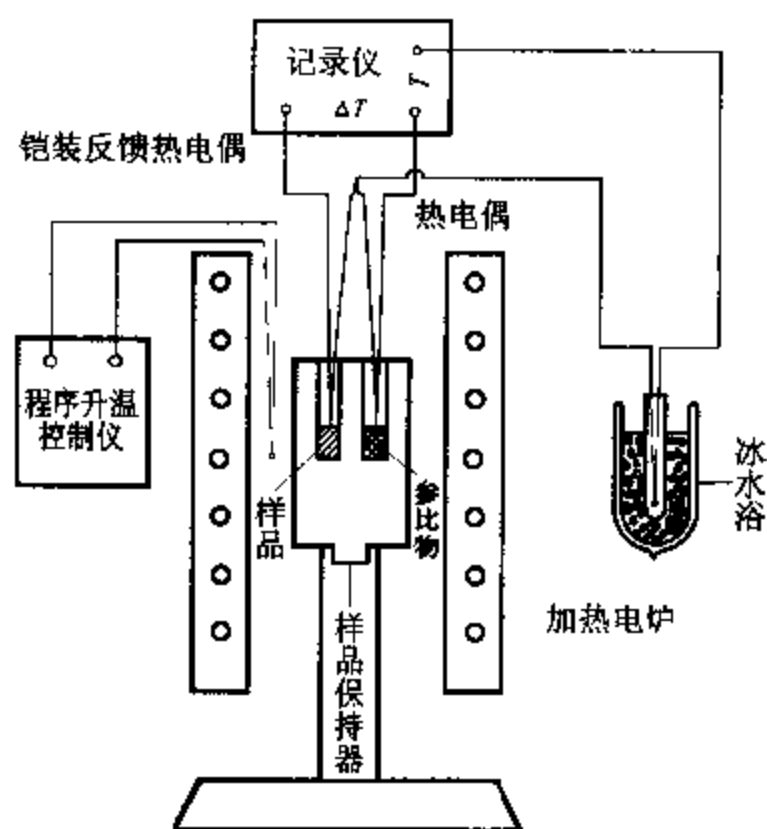 记录仪
T
ΔT
铠装反馈热电偶
热电偶
程序升温
控制仪
样品
参比物
冰水浴
加热电炉
样品保持器